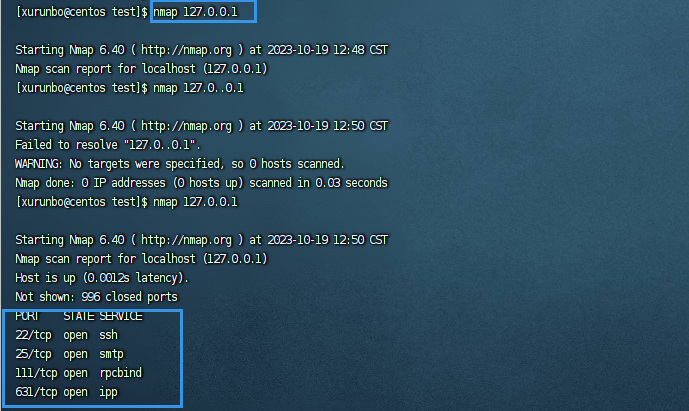 [xurunbo@centos test]$ nmap 127.0.0.1
Starting Nmap 6.40 ( http://nmap.org ) at 2023-10-19 12:48 CST
Nmap scan report for localhost (127.0.0.1)
[xurunbo@centos test]$ nmap 127.0..0.1
Starting Nmap 6.40 ( http://nmap.org ) at 2023-10-19 12:50 CST
Failed to resolve "127.0..0.1".
WARNING: No targets were specified, so 0 hosts scanned.
Nmap done: 0 IP addresses (0 hosts up) scanned in 0.03 seconds
[xurunbo@centos test]$ nmap 127.0.0.1
Starting Nmap 6.40 ( http://nmap.org ) at 2023-10-19 12:50 CST
Nmap scan report for localhost (127.0.0.1)
Host is up (0.0012s latency).
Not shown: 996 closed ports
PORT    STATE SERVICE
22/tcp  open  ssh
25/tcp  open  smtp
111/tcp open  rpcbind
631/tcp open  ipp